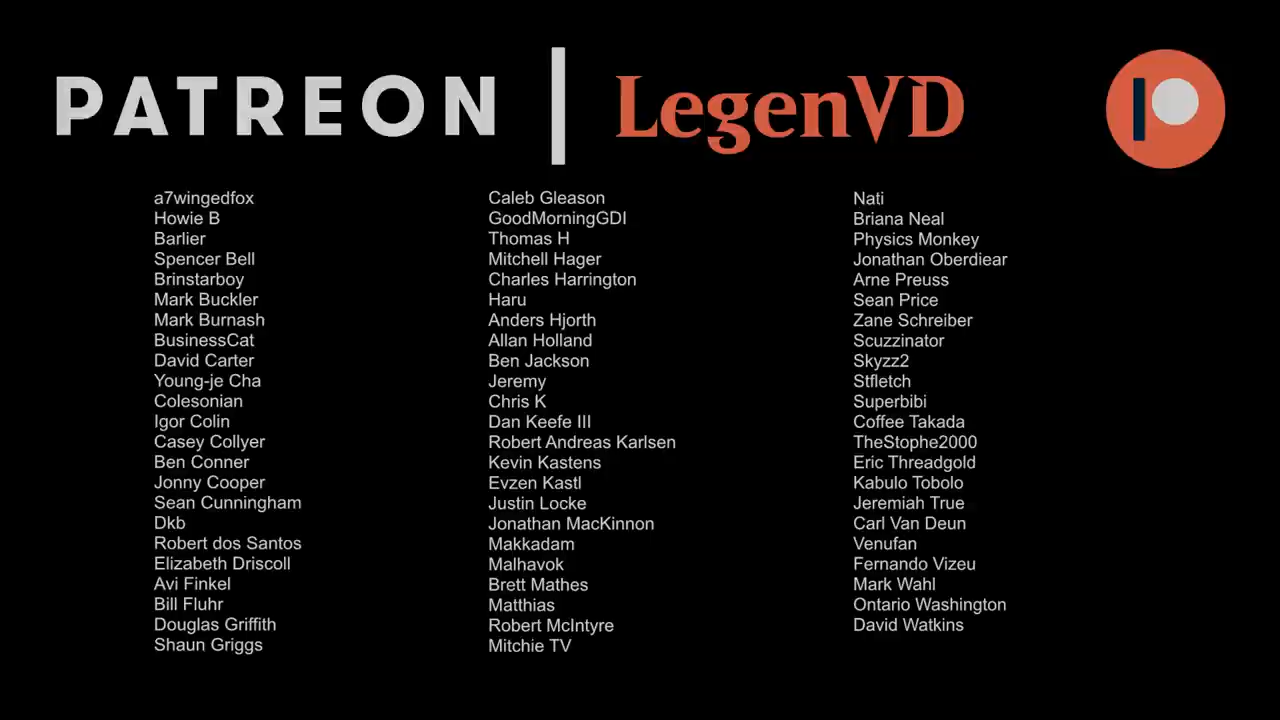 PATREON | LegenVD
a7wingedfox
Howie B
Barlier
Spencer Bell
Brinstarboy
Mark Buckler
Mark Burnash
BusinessCat
David Carter
Young-je Cha
Colesonian
Igor Colin
Casey Collyer
Ben Conner
Jonny Cooper
Sean Cunningham
Dkb
Robert dos Santos
Elizabeth Driscoll
Avi Finkel
Bill Fluhr
Douglas Griffith
Shaun Griggs
Caleb Gleason
GoodMorningGDI
Thomas H
Mitchell Hager
Charles Harrington
Haru
Anders Hjorth
Allan Holland
Ben Jackson
Jeremy
Chris K
Dan Keefe III
Robert Andreas Karlsen
Kevin Kastens
Evzen Kastl
Justin Locke
Jonathan MacKinnon
Makkadam
Malhavok
Brett Mathes
Matthias
Robert McIntyre
Mitchie TV
Nati
Briana Neal
Physics Monkey
Jonathan Oberdiear
Arne Preuss
Sean Price
Zane Schreiber
Scuzzinator
Skyzz2
Stfletch
Superbibi
Coffee Takada
TheStophe2000
Eric Threadgold
Kabulo Tobolo
Jeremiah True
Carl Van Deun
Venufan
Fernando Vizeu
Mark Wahl
Ontario Washington
David Watkins